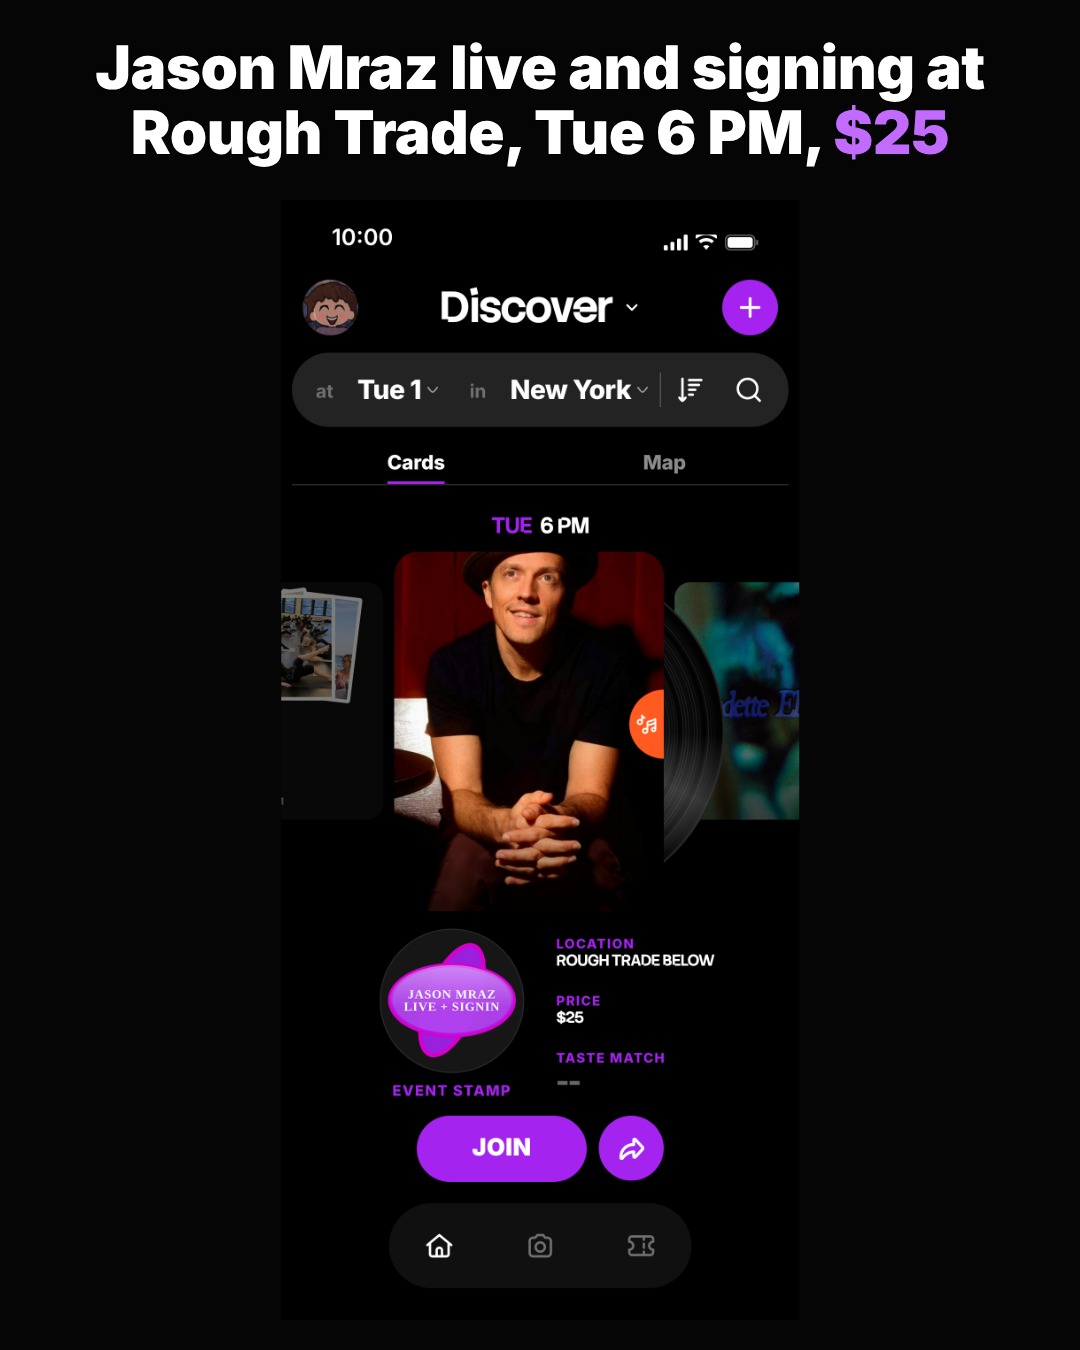 Jason Mraz live and signing at
Rough Trade, Tue 6 PM, $25
10:00
Discover
at Tue 1 in New York
Cards Map
TUE 6 PM
dette El
JASON MRAZ
LIVE + SIGNIN
EVENT STAMP
LOCATION
ROUGH TRADE BELOW
PRICE
$25
TASTE MATCH
--
JOIN